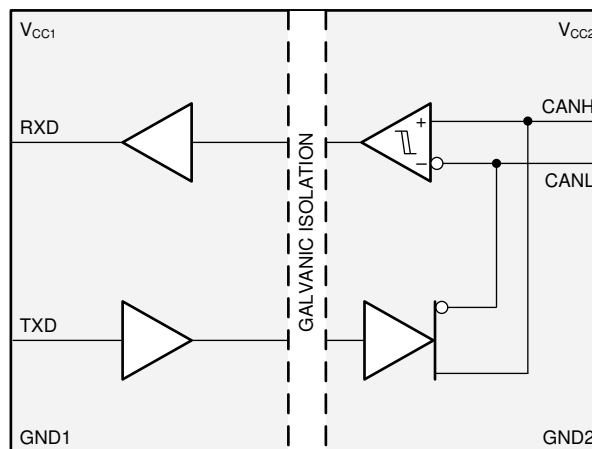 VCC1
VCC2
RXD
CANH
+
−
CANL
GALVANIC ISOLATION
TXD
GND1
GND2